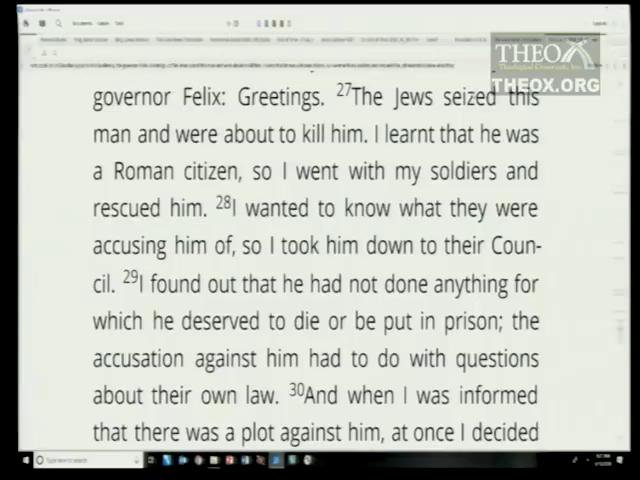 THEOX
THEOX.ORG
governor Felix: Greetings. 27The Jews seized this
man and were about to kill him. I learnt that he was
a Roman citizen, so I went with my soldiers and
rescued him. 28I wanted to know what they were
accusing him of, so I took him down to their Coun-
cil. 29I found out that he had not done anything for
which he deserved to die or be put in prison; the
accusation against him had to do with questions
about their own law. 30And when I was informed
that there was a plot against him, at once I decided
Type here to search